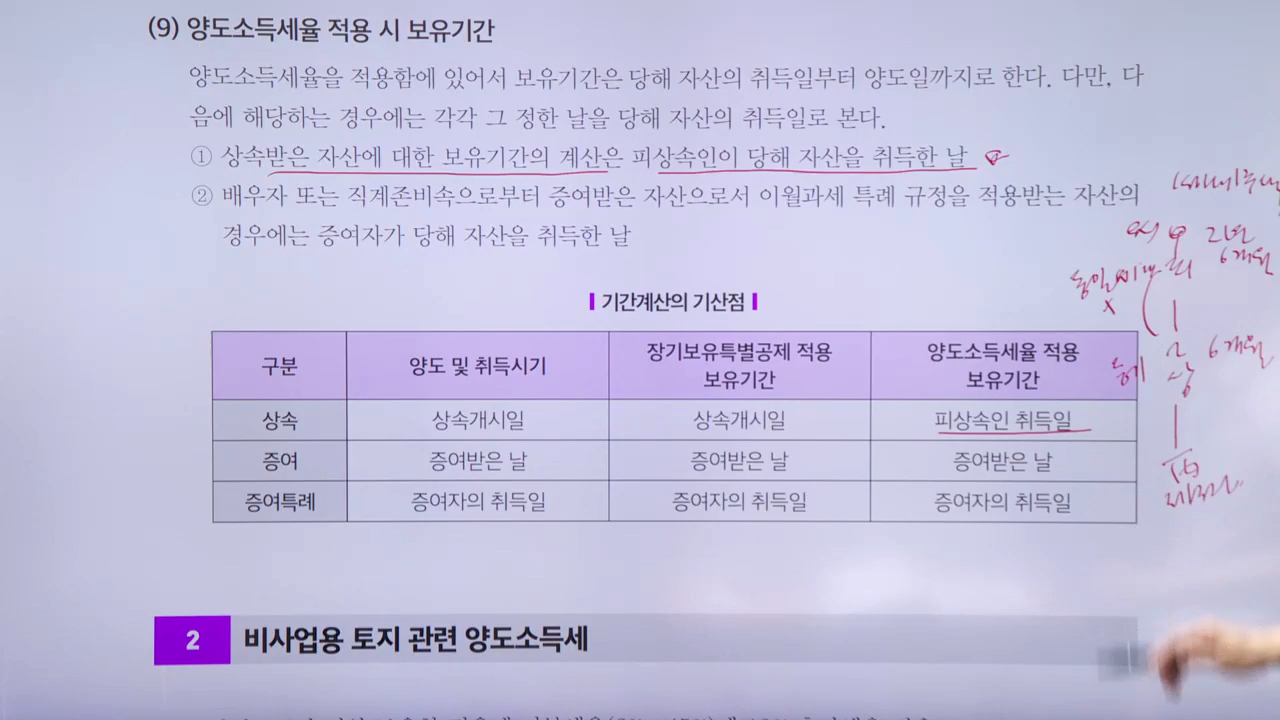 (9) 양도소득세율 적용 시 보유기간
양도소득세율을 적용함에 있어서 보유기간은 당해 자산의 취득일부터 양도일까지로 한다. 다만, 다
음에 해당하는 경우에는 각각 그 정한 날을 당해 자산의 취득일로 본다.
① 상속받은 자산에 대한 보유기간의 계산은 피상속인이 당해 자산을 취득한 날
② 배우자 또는 직계존비속으로부터 증여받은 자산으로서 이월과세 특례 규정을 적용받는 자산의
경우에는 증여자가 당해 자산을 취득한 날
2년
6개월
기간계산의 기산점
구분 양도 및 취득시기 장기보유특별공제 적용 보유기간 양도소득세율 적용 보유기간
6개월
상속 상속개시일 상속개시일 피상속인 취득일
증여 증여받은 날 증여받은 날 증여받은 날
증여특례 증여자의 취득일 증여자의 취득일 증여자의 취득일
2 비사업용 토지 관련 양도소득세